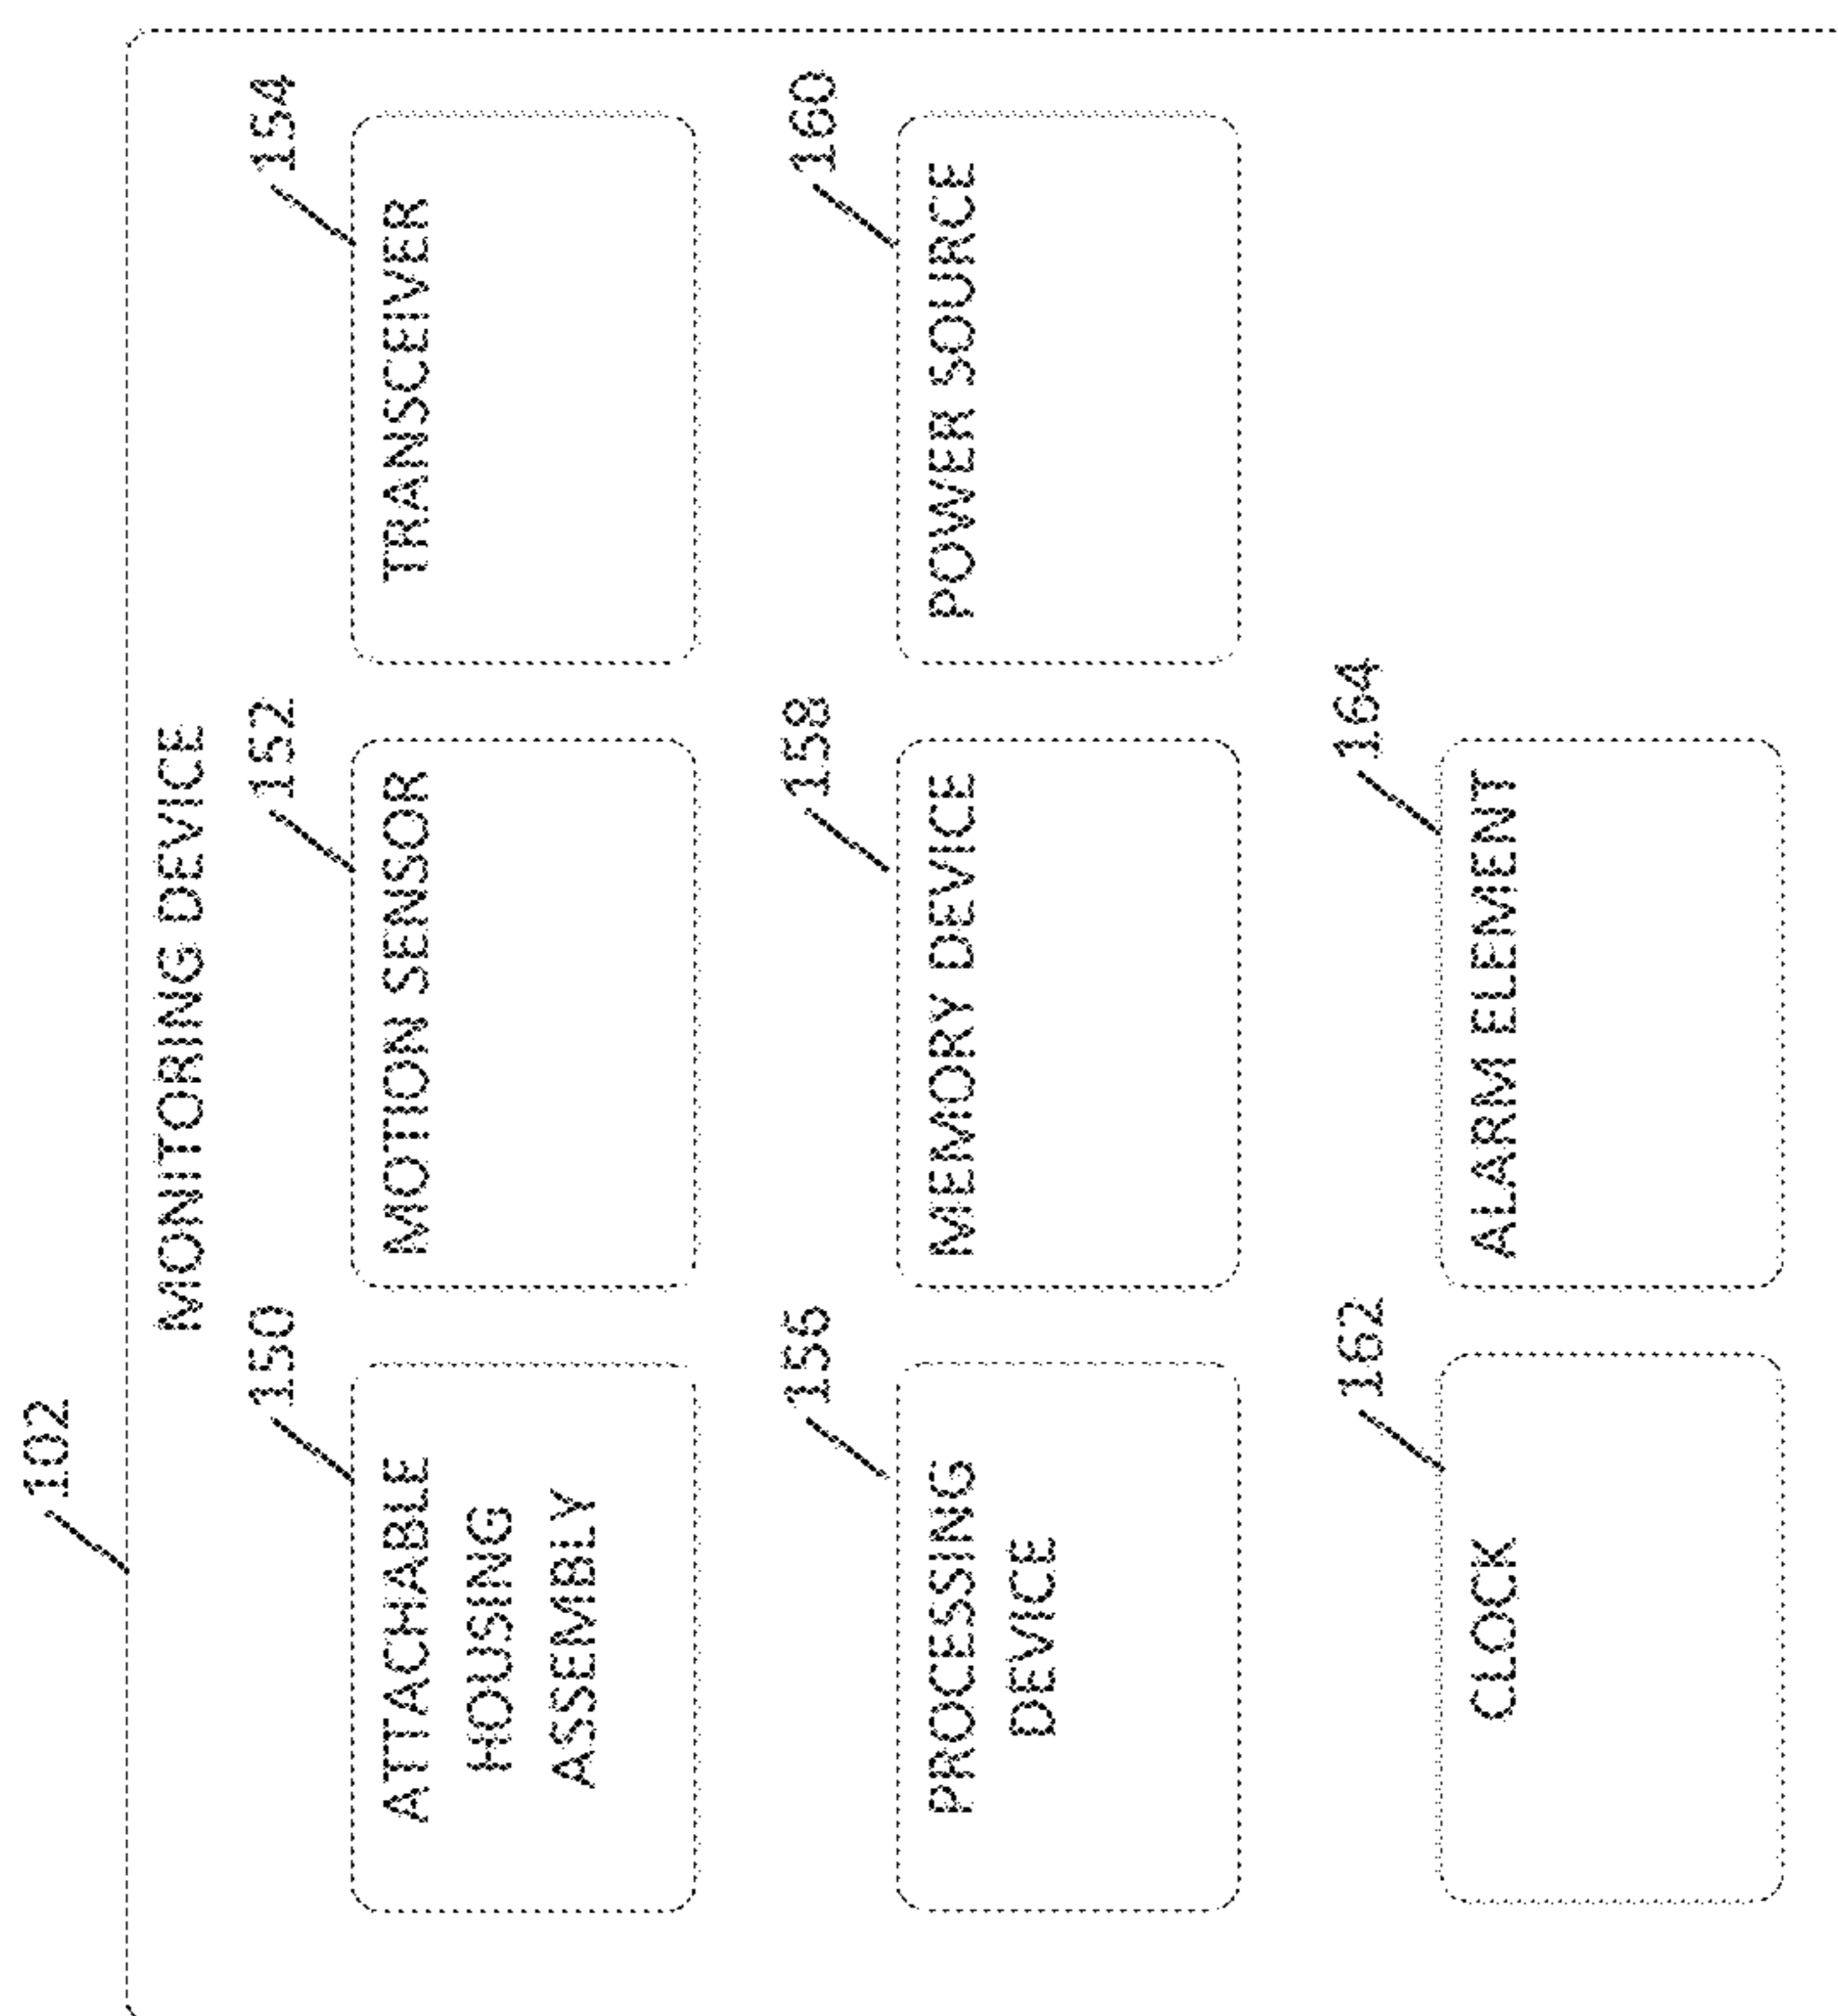 102
MONITORING DEVICE
150
152
154
ATTACHABLE
HOUSING
ASSEMBLY
MOTION SENSOR
TRANSCEIVER
156
158
160
PROCESSING
DEVICE
MEMORY DEVICE
POWER SOURCE
162
164
CLOCK
ALARM ELEMENT